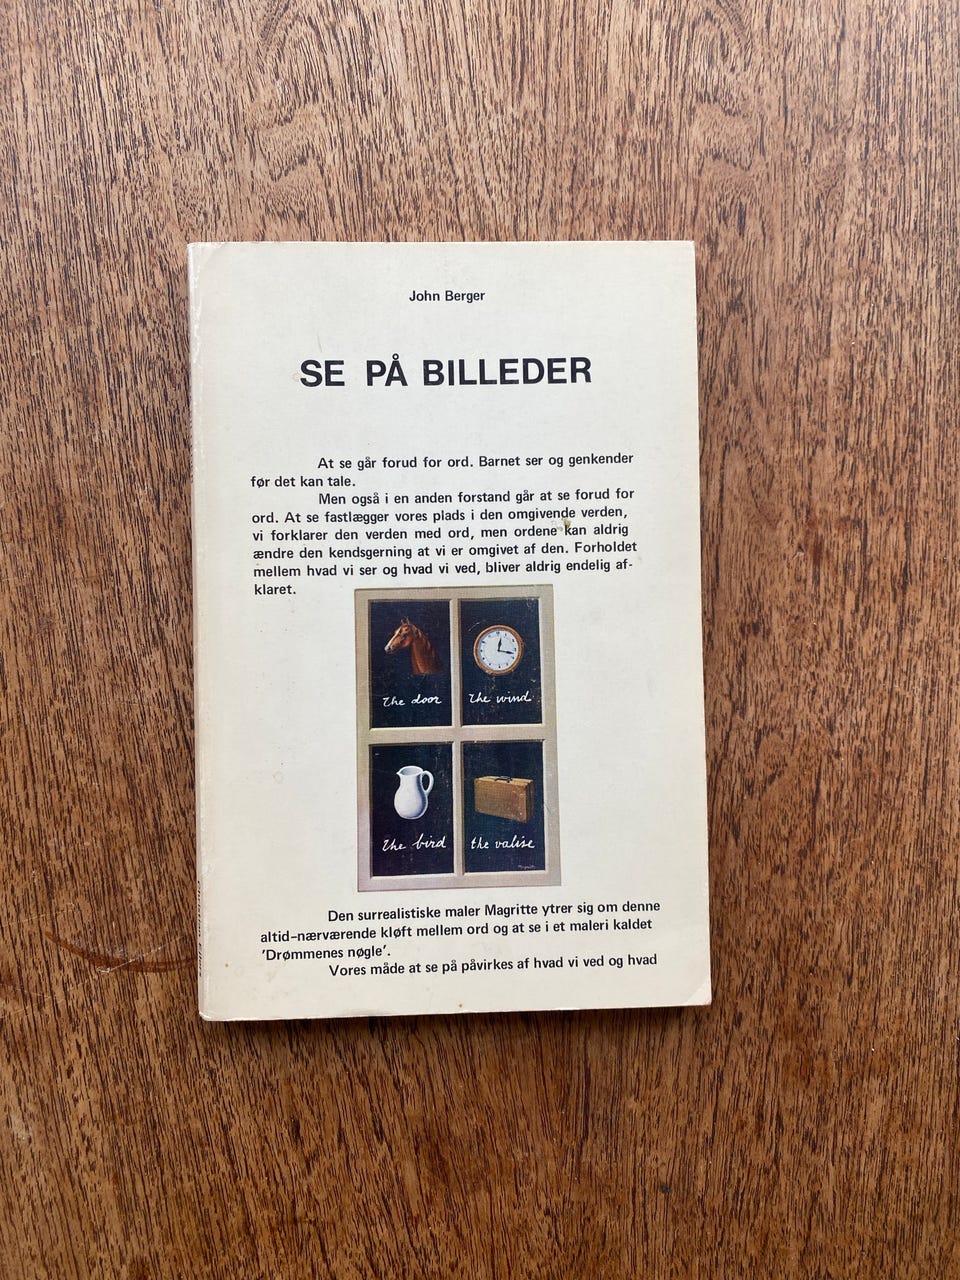 John Berger
SE PÅ BILLEDER
At se går forud for ord. Barnet ser og genkender
før det kan tale.
Men også i en anden forstand går at se forud for
ord. At se fastlægger vores plads i den omgivende verden,
vi forklarer den verden med ord, men ordene kan aldrig
ændre den kendsgerning at vi er omgivet af den. Forholdet
mellem hvad vi ser og hvad vi ved, bliver aldrig endelig af-
klaret.
the door
the wind
the bird
the valise
Den surrealistiske maler Magritte ytrer sig om denne
altid-nærværende kløft mellem ord og at se i et maleri kaldet
'Drømmenes nøgle'.
Vores måde at se på påvirkes af hvad vi ved og hvad